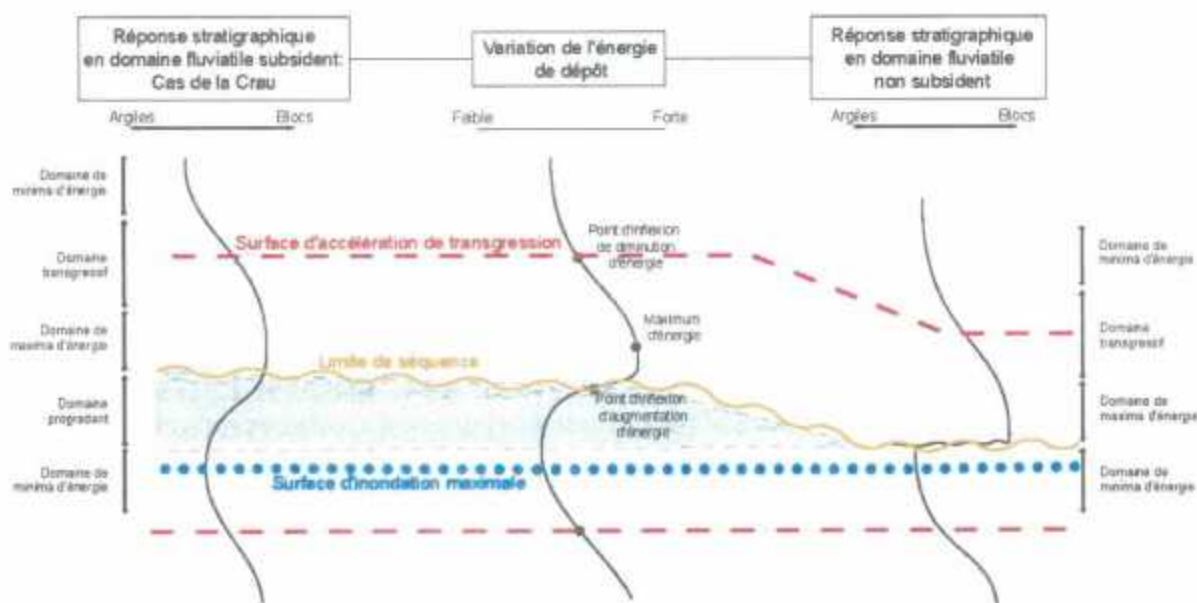 Réponse stratigraphique
en domaine fluviatile subsident:
Cas de la Crau
Variation de l'énergie
de dépôt
Réponse stratigraphique
en domaine fluviatile
non subsident
Argiles
Blocs
Faible
Forte
Argiles
Blocs
Domaine de
minima d'énergie
Domaine
transgressif
Domaine de
maxima d'énergie
Domaine
progradant
Domaine de
minima d'énergie
Surface d'accélération de transgression
Point d'inflexion
de diminution
d'énergie
Maximum
d'énergie
Limite de séquence
Point d'inflexion
d'augmentation
d'énergie
Surface d'inondation maximale
Domaine de
minima d'énergie
Domaine
transgressif
Domaine de
maxima d'énergie
Domaine de
minima d'énergie